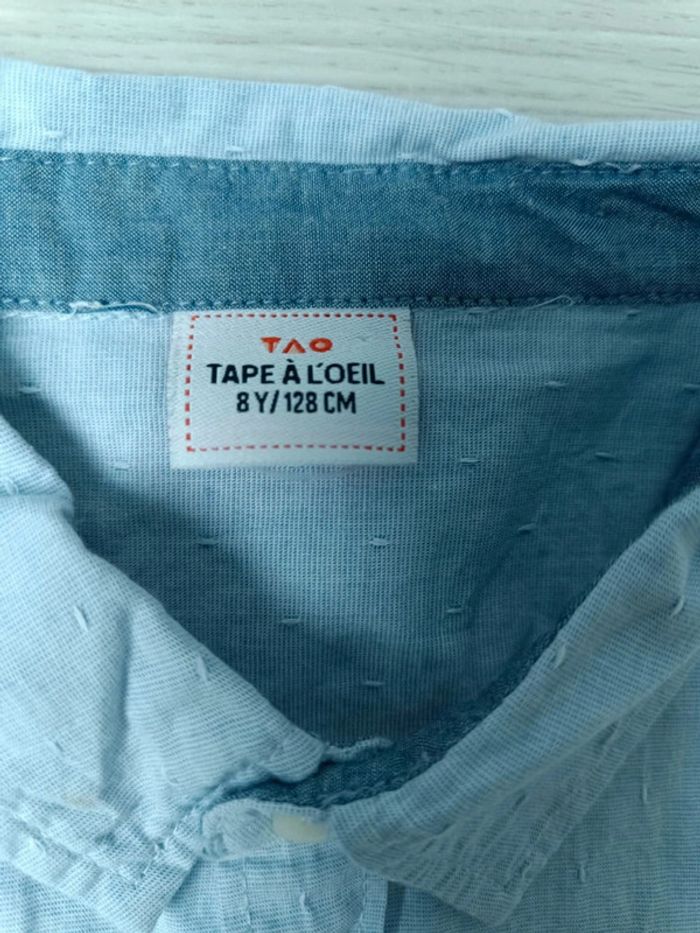 TAO
TAPE À L'OEIL
8 Y/ 128 CM